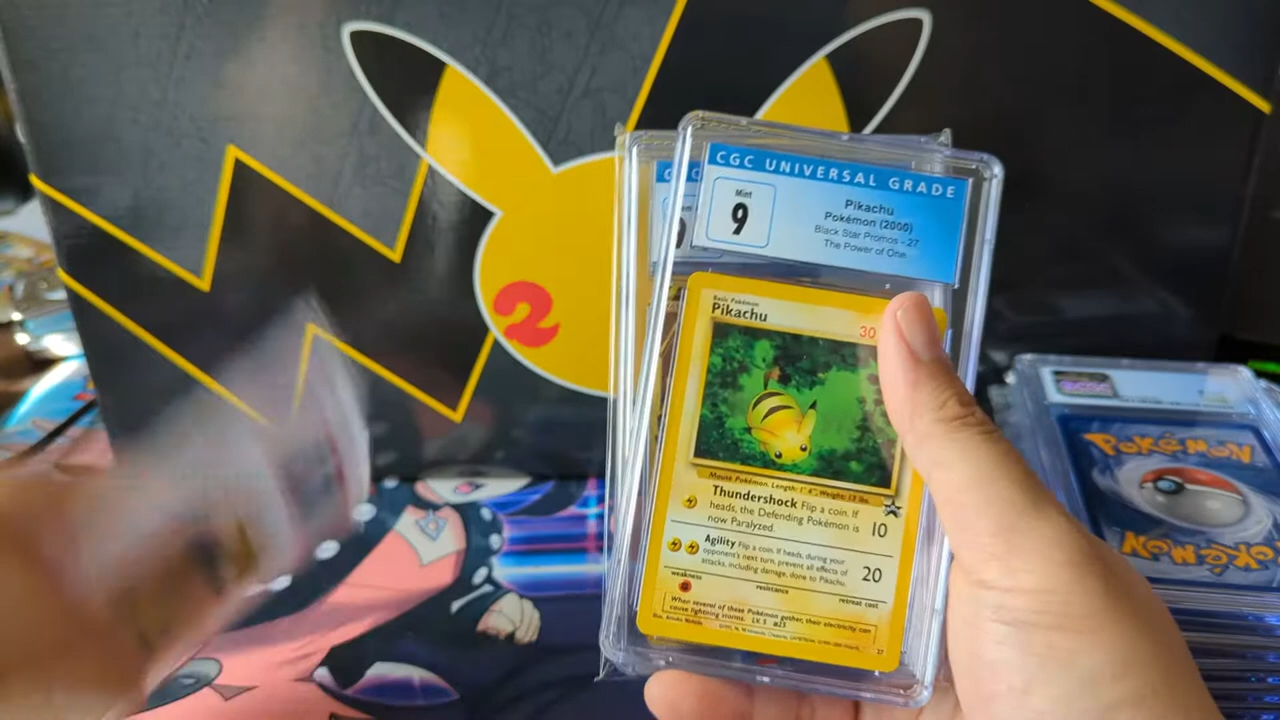 CGC UNIVERSAL GRADE
Mint
9
Pikachu
Pokémon (2000)
Black Star Promos - 27
The Power of One
2
Basic Pokémon
Pikachu
30
Mouse Pokémon. Length: 1' 4", Weight: 13 lbs.
Thundershock Flip a coin. If
heads, the Defending Pokémon is
now Paralyzed.
10
Agility Flip a coin. If heads, during your
opponent's next turn, prevent all effects of
attacks, including damage, done to Pikachu.
20
weakness
resistance
retreat cost
When several of these Pokémon gather, their electricity can
cause lightning storms. LV. 5 #25
27
POKéMON
POKéMON